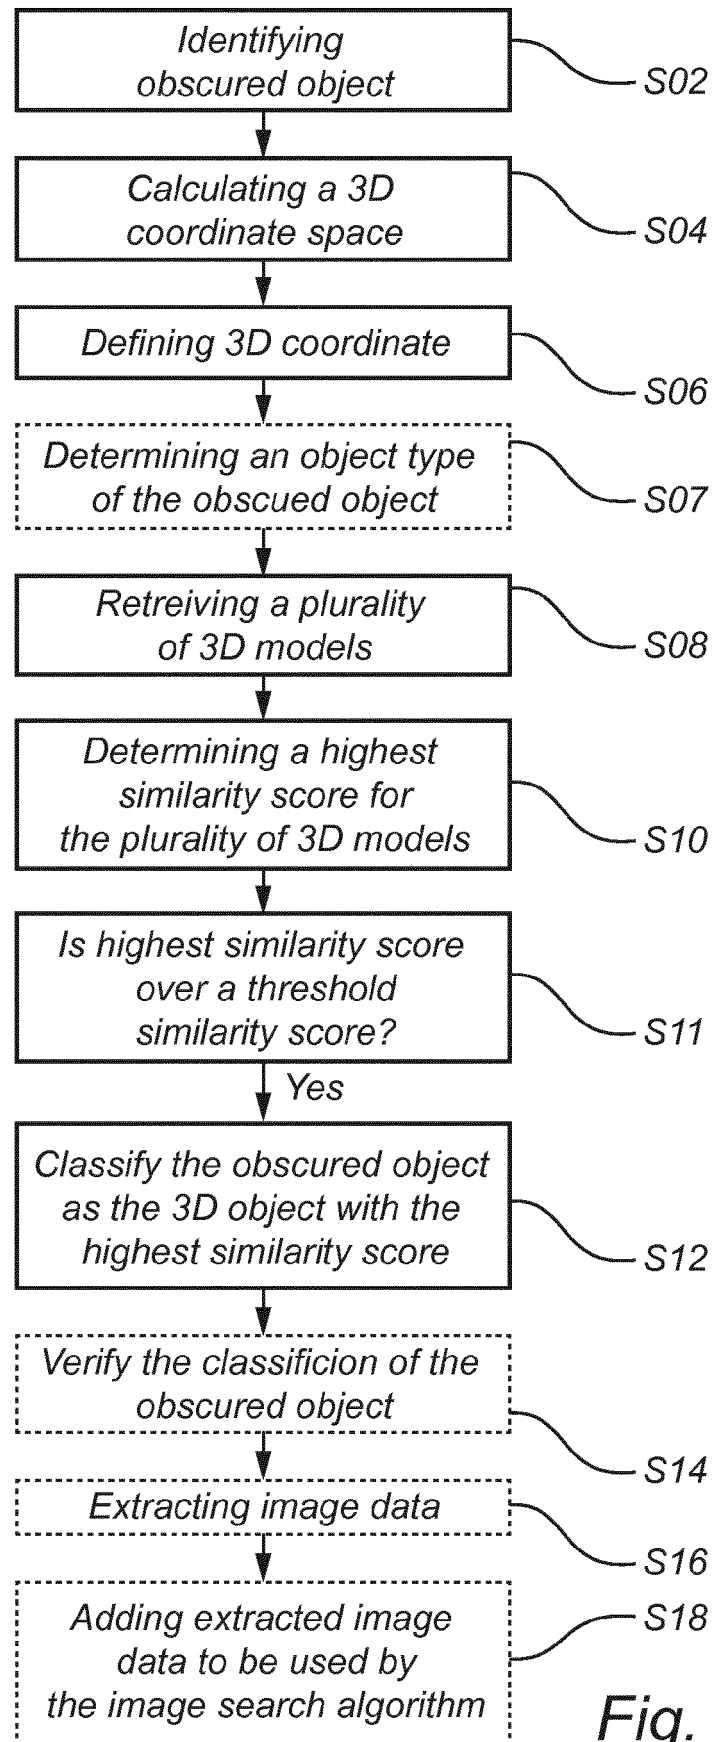 Identifying
obscured object
S02
Calculating a 3D
coordinate space
S04
Defining 3D coordinate
S06
Determining an object type
of the obscued object
S07
Retreiving a plurality
of 3D models
S08
Determining a highest
similarity score for
the plurality of 3D models
S10
Is highest similarity score
over a threshold
similarity score?
S11
Yes
Classify the obscured object
as the 3D object with the
highest similarity score
S12
Verify the classificion of the
obscured object
S14
Extracting image data
S16
Adding extracted image
data to be used by
the image search algorithm
S18
Fig.